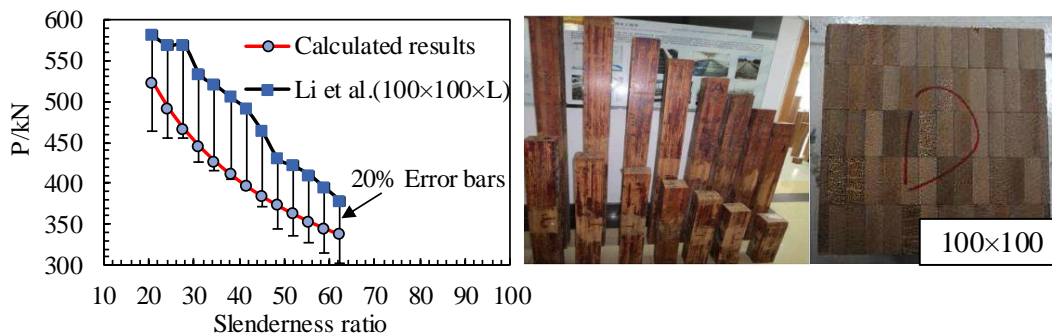 600
550
500
450
400
350
300
P/kN
10 20 30 40 50 60 70 80 90 100
Slenderness ratio
Calculated results
Li et al.(100×100×L)
20% Error bars
100×100